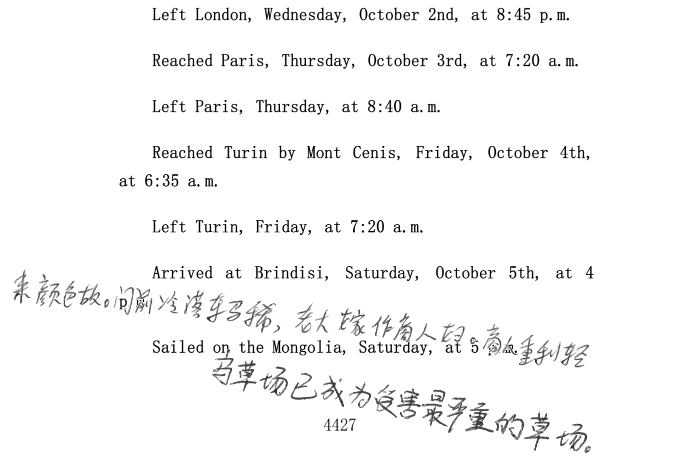 Left London, Wednesday, October 2nd, at 8:45 p.m.
Reached Paris, Thursday, October 3rd, at 7:20 a.m.
Left Paris, Thursday, at 8:40 a.m.
Reached Turin by Mont Cenis, Friday, October 4th,
at 6:35 a.m.
Left Turin, Friday, at 7:20 a.m.
Arrived at Brindisi, Saturday, October 5th, at 4
来颜色故。门前冷落车马稀，老大嫁作商人妇。商人重利轻
Sailed on the Mongolia, Saturday, at 5
马草场已成为受害最严重的草场。
4427